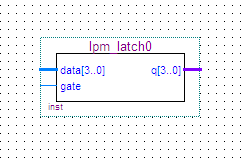 lpm_latch0
data[3..0] q[3..0]
gate
inst